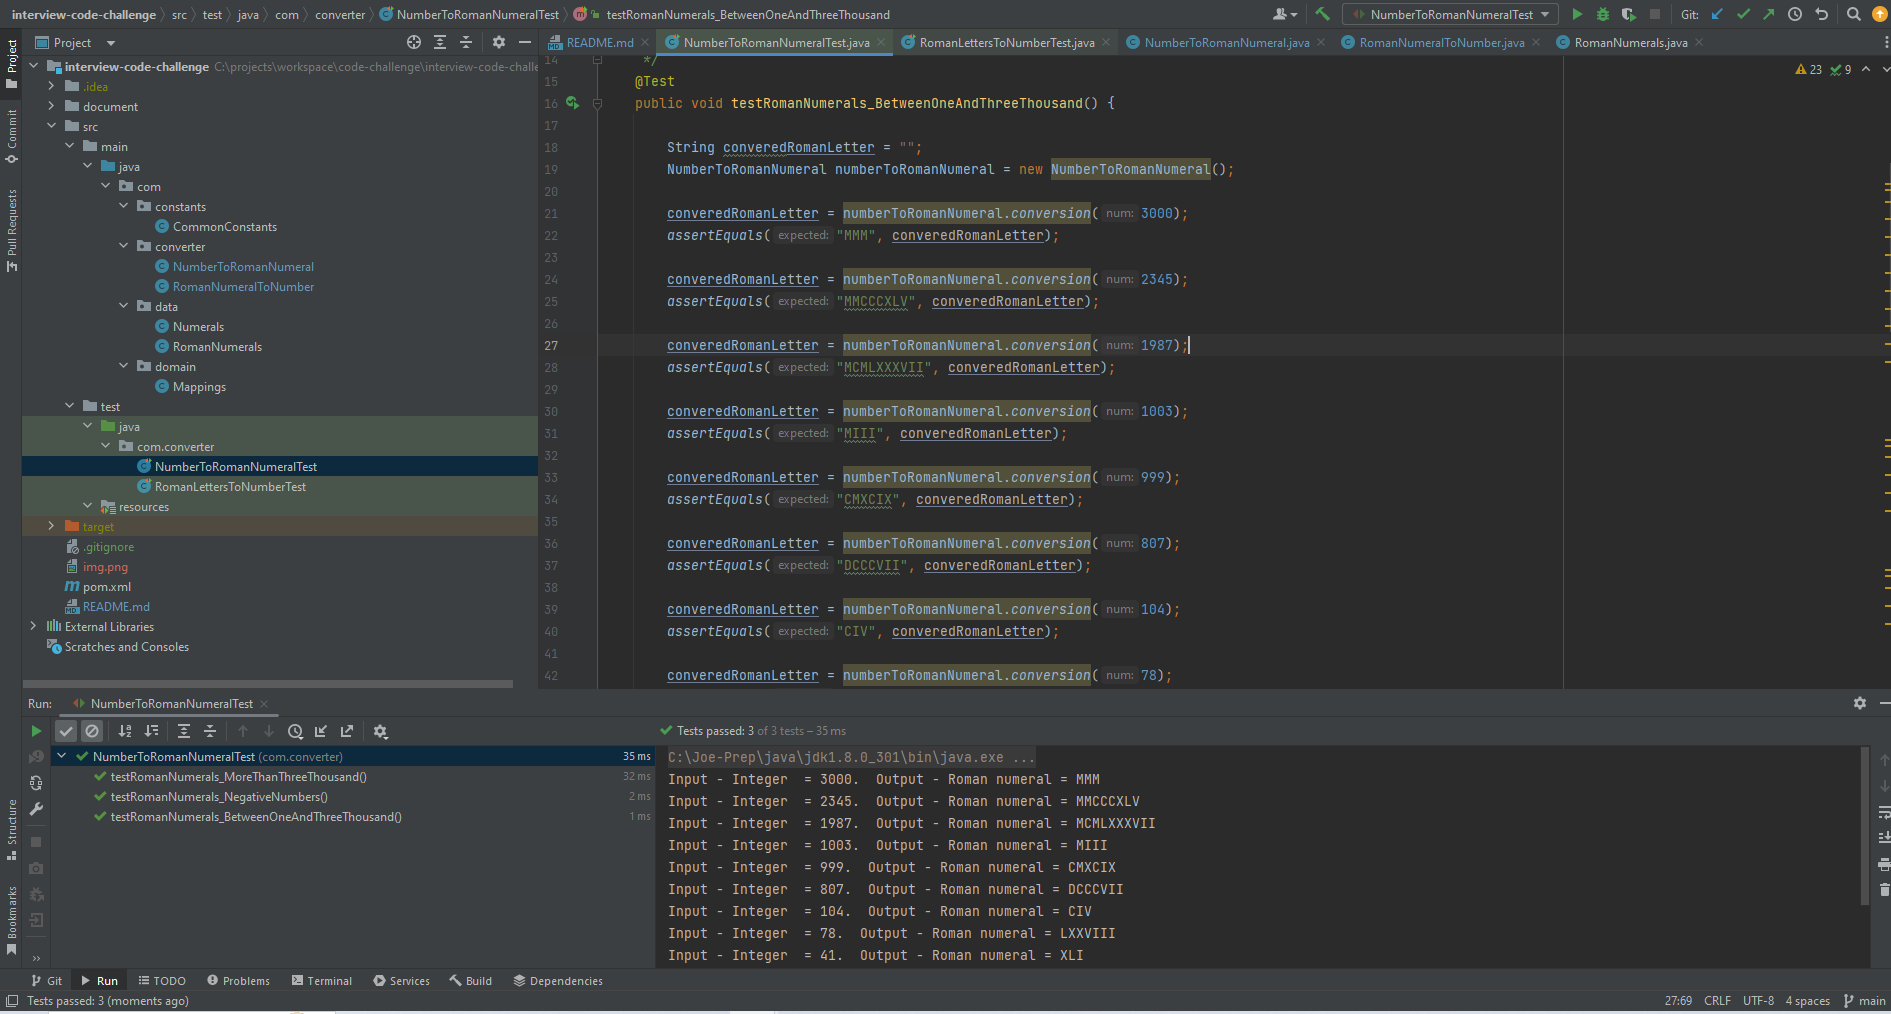 interview-code-challenge › src › test › java › com › converter › NumberToRomanNumeralTest › testRomanNumerals_BetweenOneAndThreeThousand
NumberToRomanNumeralTest
Git:
Project
README.md
NumberToRomanNumeralTest.java
RomanLettersToNumberTest.java
NumberToRomanNumeral.java
RomanNumeralToNumber.java
RomanNumerals.java
Project
Commit
Pull Requests
Structure
Bookmarks
interview-code-challenge C:\projects\workspace\code-challenge\interview-code-challe
.idea
document
src
main
java
com
constants
CommonConstants
converter
NumberToRomanNumeral
RomanNumeralToNumber
data
Numerals
RomanNumerals
domain
Mappings
test
java
com.converter
NumberToRomanNumeralTest
RomanLettersToNumberTest
resources
target
.gitignore
img.png
pom.xml
README.md
External Libraries
Scratches and Consoles
23 9
14 */
15 @Test
16 public void testRomanNumerals_BetweenOneAndThreeThousand() {
17
18 String converedRomanLetter = "";
19 NumberToRomanNumeral numberToRomanNumeral = new NumberToRomanNumeral();
20
21 converedRomanLetter = numberToRomanNumeral.conversion( num: 3000);
22 assertEquals( expected: "MMM", converedRomanLetter);
23
24 converedRomanLetter = numberToRomanNumeral.conversion( num: 2345);
25 assertEquals( expected: "MMCCCXLV", converedRomanLetter);
26
27 converedRomanLetter = numberToRomanNumeral.conversion( num: 1987);
28 assertEquals( expected: "MCMLXXXVII", converedRomanLetter);
29
30 converedRomanLetter = numberToRomanNumeral.conversion( num: 1003);
31 assertEquals( expected: "MIII", converedRomanLetter);
32
33 converedRomanLetter = numberToRomanNumeral.conversion( num: 999);
34 assertEquals( expected: "CMXCIX", converedRomanLetter);
35
36 converedRomanLetter = numberToRomanNumeral.conversion( num: 807);
37 assertEquals( expected: "DCCCVII", converedRomanLetter);
38
39 converedRomanLetter = numberToRomanNumeral.conversion( num: 104);
40 assertEquals( expected: "CIV", converedRomanLetter);
41
42 converedRomanLetter = numberToRomanNumeral.conversion( num: 78);
Run: NumberToRomanNumeralTest
Tests passed: 3 of 3 tests – 35 ms
NumberToRomanNumeralTest (com.converter) 35 ms
testRomanNumerals_MoreThanThreeThousand() 32 ms
testRomanNumerals_NegativeNumbers() 2 ms
testRomanNumerals_BetweenOneAndThreeThousand() 1 ms
C:\Joe-Prep\java\jdk1.8.0_301\bin\java.exe ...
Input - Integer = 3000. Output - Roman numeral = MMM
Input - Integer = 2345. Output - Roman numeral = MMCCCXLV
Input - Integer = 1987. Output - Roman numeral = MCMLXXXVII
Input - Integer = 1003. Output - Roman numeral = MIII
Input - Integer = 999. Output - Roman numeral = CMXCIX
Input - Integer = 807. Output - Roman numeral = DCCCVII
Input - Integer = 104. Output - Roman numeral = CIV
Input - Integer = 78. Output - Roman numeral = LXXVIII
Input - Integer = 41. Output - Roman numeral = XLI
Git Run TODO Problems Terminal Services Build Dependencies
Tests passed: 3 (moments ago)
27:69 CRLF UTF-8 4 spaces main